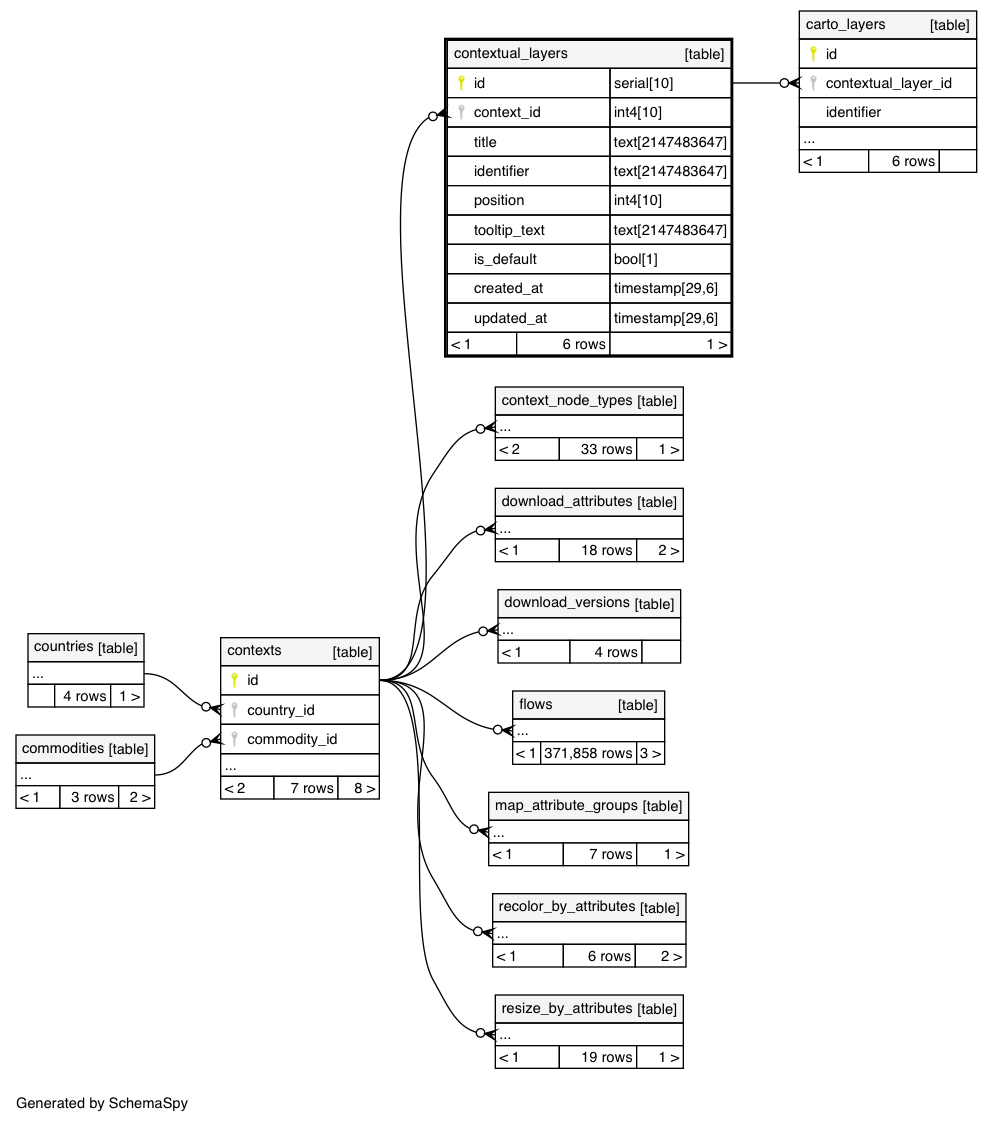 carto_layers [table]
id
contextual_layer_id
identifier
...
< 1 6 rows
contextual_layers [table]
id serial[10]
context_id int4[10]
title text[2147483647]
identifier text[2147483647]
position int4[10]
tooltip_text text[2147483647]
is_default bool[1]
created_at timestamp[29,6]
updated_at timestamp[29,6]
< 1 6 rows 1 >
context_node_types [table]
...
< 2 33 rows 1 >
download_attributes [table]
...
< 1 18 rows 2 >
download_versions [table]
...
< 1 4 rows
countries [table]
...
4 rows 1 >
commodities [table]
...
< 1 3 rows 2 >
contexts [table]
id
country_id
commodity_id
...
< 2 7 rows 8 >
flows [table]
...
< 1 371,858 rows 3 >
map_attribute_groups [table]
...
< 1 7 rows 1 >
recolor_by_attributes [table]
...
< 1 6 rows 2 >
resize_by_attributes [table]
...
< 1 19 rows 1 >
Generated by SchemaSpy